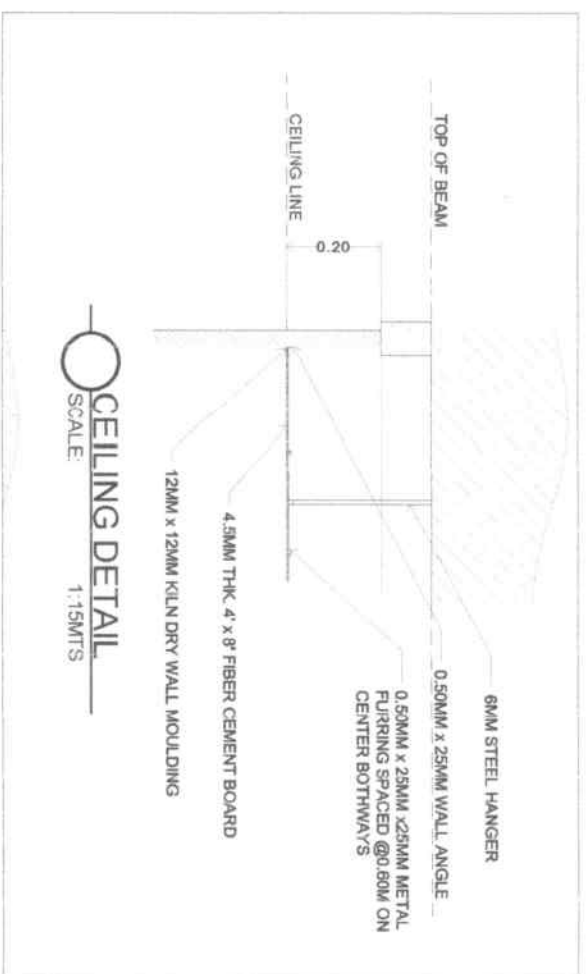 TOP OF BEAM
CEILING LINE
0.20
6MM STEEL HANGER
0.50MM x 25MM WALL ANGLE
0.50MM x 25MM x25MM METAL
FURRING SPACED @0.60M ON
CENTER BOTHWAYS
4.5MM THK. 4' x 8' FIBER CEMENT BOARD
12MM x 12MM KILN DRY WALL MOULDING
CEILING DETAIL
SCALE: 1:15MTS